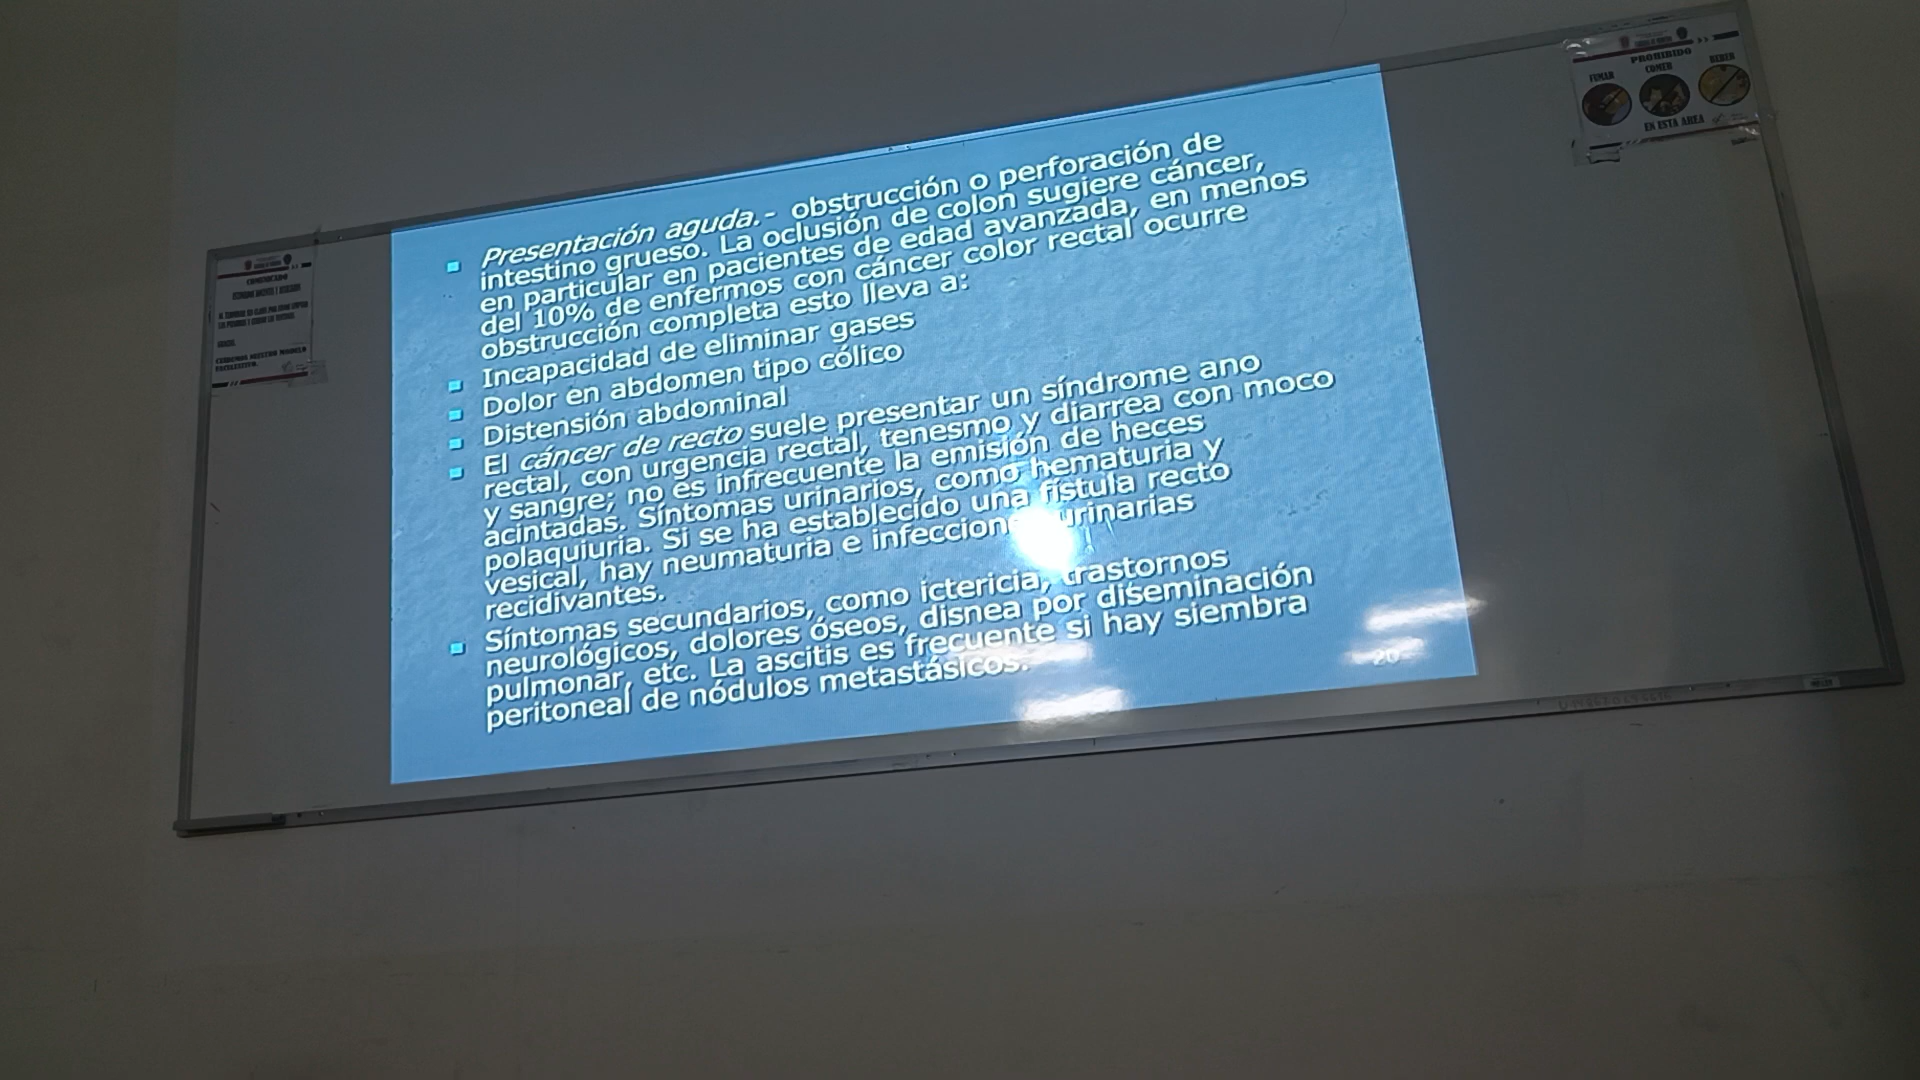 Presentación aguda.- obstrucción o perforación de
intestino grueso. La oclusión de colon sugiere cáncer,
en particular en pacientes de edad avanzada, en menos
del 10% de enfermos con cáncer color rectal ocurre
obstrucción completa esto lleva a:
Incapacidad de eliminar gases
Dolor en abdomen tipo cólico
Distensión abdominal
El cáncer de recto suele presentar un síndrome ano
rectal, con urgencia rectal, tenesmo y diarrea con moco
y sangre; no es infrecuente la emisión de heces
acintadas. Síntomas urinarios, como hematuria y
polaquiuria. Si se ha establecido una fístula recto
vesical, hay neumaturia e infecciones urinarias
recidivantes.
Síntomas secundarios, como ictericia, trastornos
neurológicos, dolores óseos, disnea por diseminación
pulmonar, etc. La ascitis es frecuente si hay siembra
peritoneal de nódulos metastásicos.
20
COMUNICADO
PROHIBIDO
FUMAR COMER BEBER
EN ESTA AREA